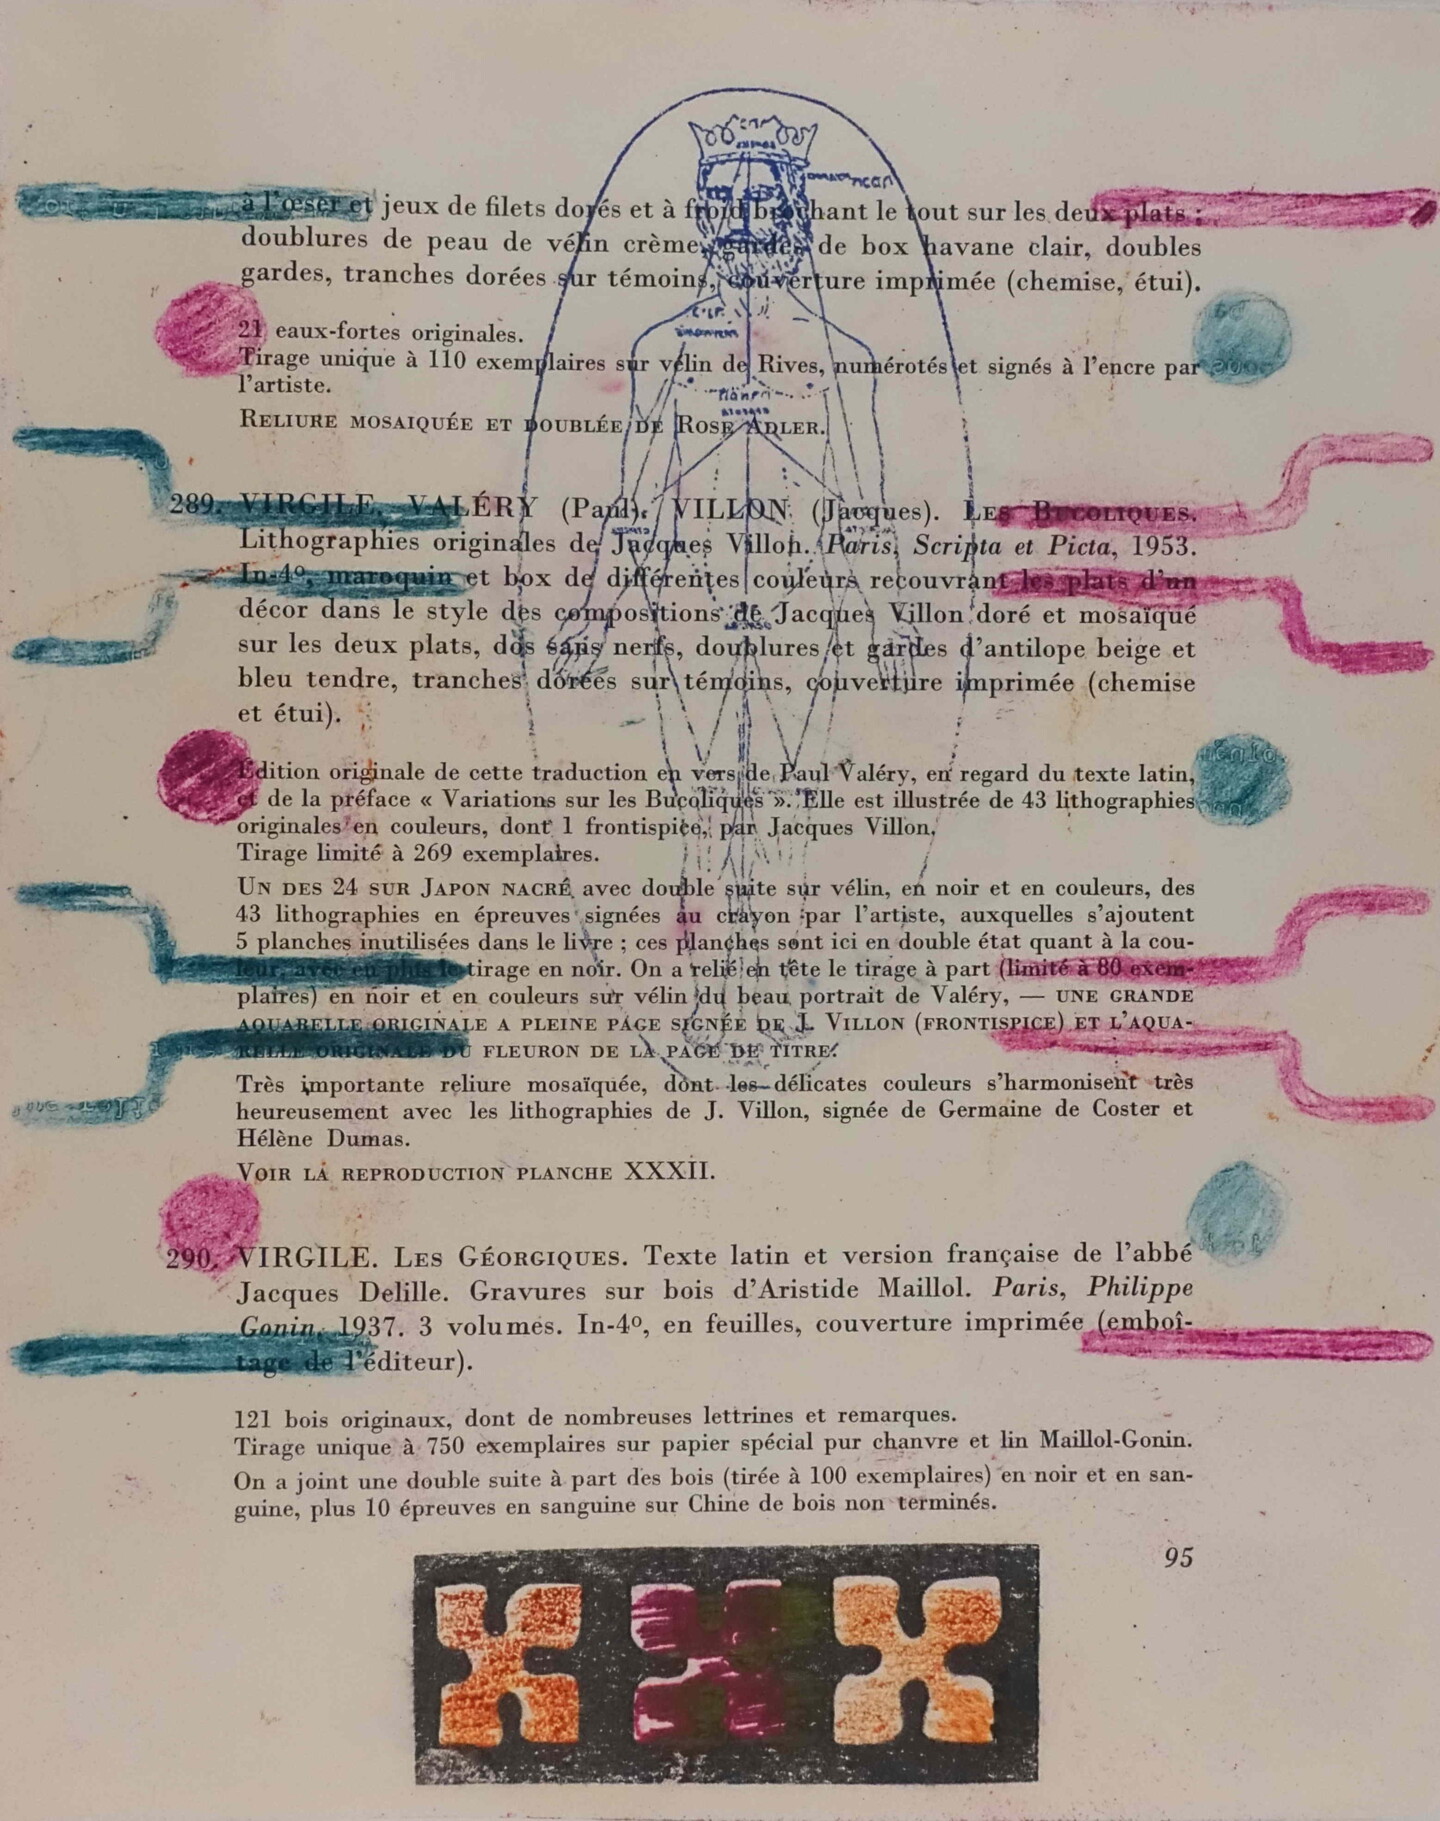 à l'œser et jeux de filets dorés et à froid brochant le tout sur les deux plats ;
doublures de peau de vélin crème, gardes de box havane clair, doubles
gardes, tranches dorées sur témoins, couverture imprimée (chemise, étui).
21 eaux-fortes originales.
Tirage unique à 110 exemplaires sur vélin de Rives, numérotés et signés à l'encre par
l'artiste.
RELIURE MOSAIQUÉE ET DOUBLÉE DE ROSE ADLER.
289. VIRGILE. VALÉRY (Paul). VILLON (Jacques). LES BUCOLIQUES.
Lithographies originales de Jacques Villon. Paris, Scripta et Picta, 1953.
In-4º, maroquin et box de différentes couleurs recouvrant les plats d'un
décor dans le style des compositions de Jacques Villon doré et mosaïqué
sur les deux plats, dos sans nerfs, doublures et gardes d'antilope beige et
bleu tendre, tranches dorées sur témoins, couverture imprimée (chemise
et étui).
Édition originale de cette traduction en vers de Paul Valéry, en regard du texte latin,
et de la préface « Variations sur les Bucoliques ». Elle est illustrée de 43 lithographies
originales en couleurs, dont 1 frontispice, par Jacques Villon.
Tirage limité à 269 exemplaires.
UN DES 24 SUR JAPON NACRÉ avec double suite sur vélin, en noir et en couleurs, des
43 lithographies en épreuves signées au crayon par l'artiste, auxquelles s'ajoutent
5 planches inutilisées dans le livre ; ces planches sont ici en double état quant à la cou-
leur, avec en plus le tirage en noir. On a relié en tête le tirage à part (limité à 80 exem-
plaires) en noir et en couleurs sur vélin du beau portrait de Valéry, — UNE GRANDE
AQUARELLE ORIGINALE A PLEINE PAGE SIGNÉE DE J. VILLON (FRONTISPICE) ET L'AQUA-
RELLE ORIGINALE DU FLEURON DE LA PAGE DE TITRE.
Très importante reliure mosaïquée, dont les délicates couleurs s'harmonisent très
heureusement avec les lithographies de J. Villon, signée de Germaine de Coster et
Hélène Dumas.
VOIR LA REPRODUCTION PLANCHE XXXII.
290. VIRGILE. LES GÉORGIQUES. Texte latin et version française de l'abbé
Jacques Delille. Gravures sur bois d'Aristide Maillol. Paris, Philippe
Gonin, 1937. 3 volumes. In-4º, en feuilles, couverture imprimée (emboî-
tage de l'éditeur).
121 bois originaux, dont de nombreuses lettrines et remarques.
Tirage unique à 750 exemplaires sur papier spécial pur chanvre et lin Maillol-Gonin.
On a joint une double suite à part des bois (tirée à 100 exemplaires) en noir et en san-
guine, plus 10 épreuves en sanguine sur Chine de bois non terminés.
95